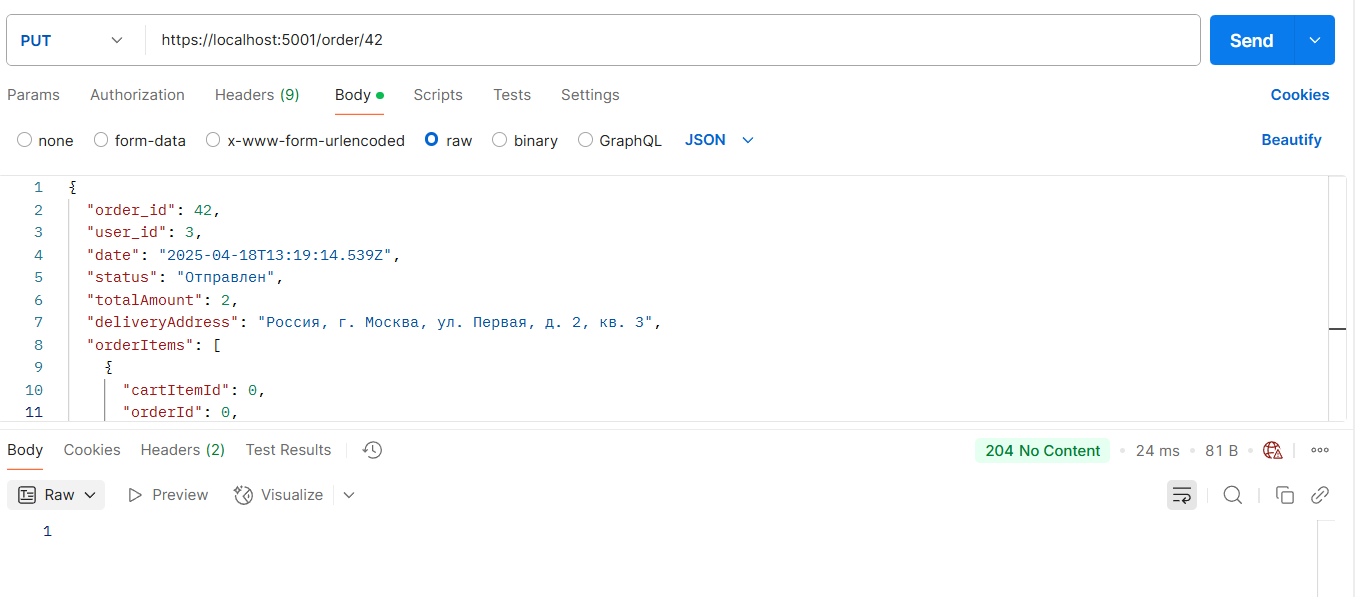 PUT https://localhost:5001/order/42 Send
Params Authorization Headers (9) Body Scripts Tests Settings Cookies
none form-data x-www-form-urlencoded raw binary GraphQL JSON Beautify
1 {
2 "order_id": 42,
3 "user_id": 3,
4 "date": "2025-04-18T13:19:14.539Z",
5 "status": "Отправлен",
6 "totalAmount": 2,
7 "deliveryAddress": "Россия, г. Москва, ул. Первая, д. 2, кв. 3",
8 "orderItems": [
9 {
10 "cartItemId": 0,
11 "orderId": 0,
Body Cookies Headers (2) Test Results 204 No Content • 24 ms • 81 B
Raw Preview Visualize
1